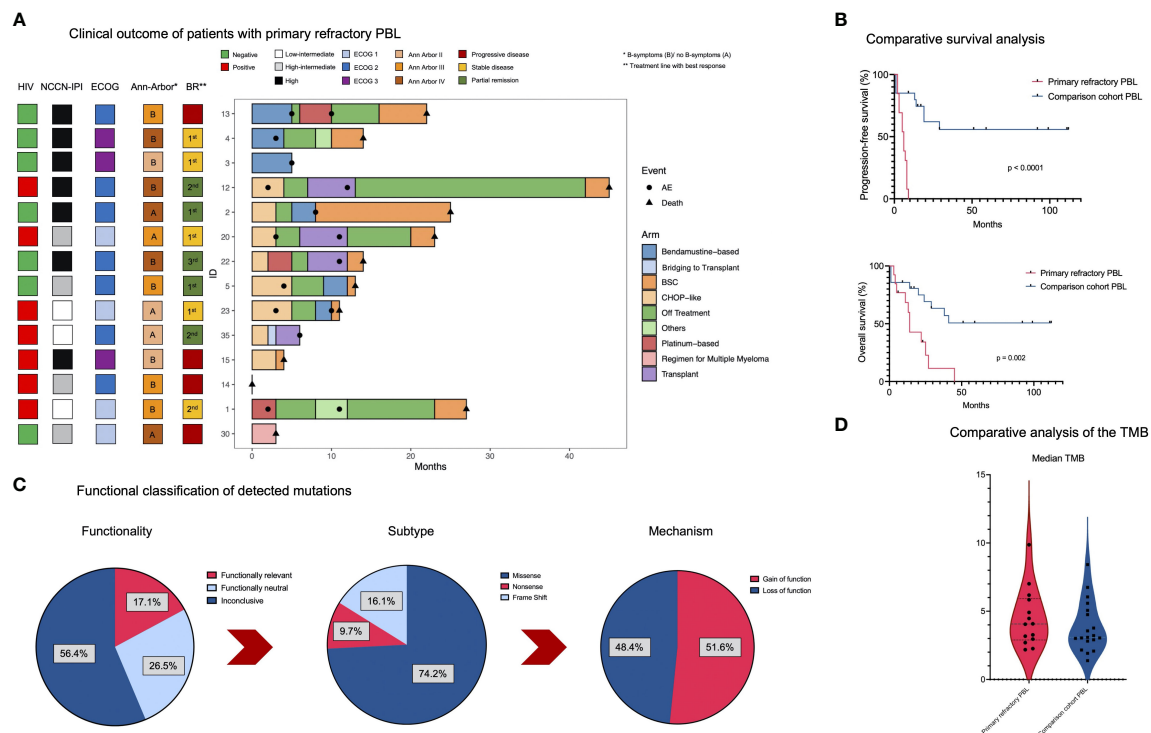 A
Clinical outcome of patients with primary refractory PBL
Negative
Positive
Low-intermediate
High-intermediate
High
ECOG 1
ECOG 2
ECOG 3
Ann Arbor II
Ann Arbor III
Ann Arbor IV
Progressive disease
Stable disease
Partial remission
* B-symptoms (B)/ no B-symptoms (A)
** Treatment line with best response
HIV NCCN-IPI ECOG Ann-Arbor* BR**
B 13
B 1st 4
B 1st 3
B 2nd 12
A 1st 2
A 1st 20
B 3rd 22
B 1st 5
A 1st 23
A 2nd 35
B 15
B 14
B 2nd 1
A 30
ID
0 10 20 30 40
Months
Event
AE
Death
Arm
Bendamustine-based
Bridging to Transplant
BSC
CHOP-like
Off Treatment
Others
Platinum-based
Regimen for Multiple Myeloma
Transplant
B
Comparative survival analysis
Progression-free survival (%)
100
50
0
0 50 100
Months
Primary refractory PBL
Comparison cohort PBL
p < 0.0001
Overall survival (%)
100
50
0
0 50 100
Months
Primary refractory PBL
Comparison cohort PBL
p = 0.002
C
Functional classification of detected mutations
Functionality
17.1%
26.5%
56.4%
Functionally relevant
Functionally neutral
Inconclusive
Subtype
16.1%
9.7%
74.2%
Missense
Nonsense
Frame Shift
Mechanism
48.4%
51.6%
Gain of function
Loss of function
D
Comparative analysis of the TMB
Median TMB
15
10
5
0
Primary refractory PBL
Comparison cohort PBL